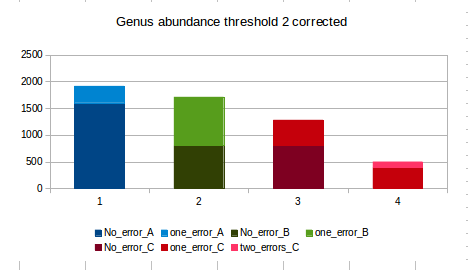 Genus abundance threshold 2 corrected
2500
2000
1500
1000
500
0
1 2 3 4
No_error_A one_error_A No_error_B one_error_B
No_error_C one_error_C two_errors_C